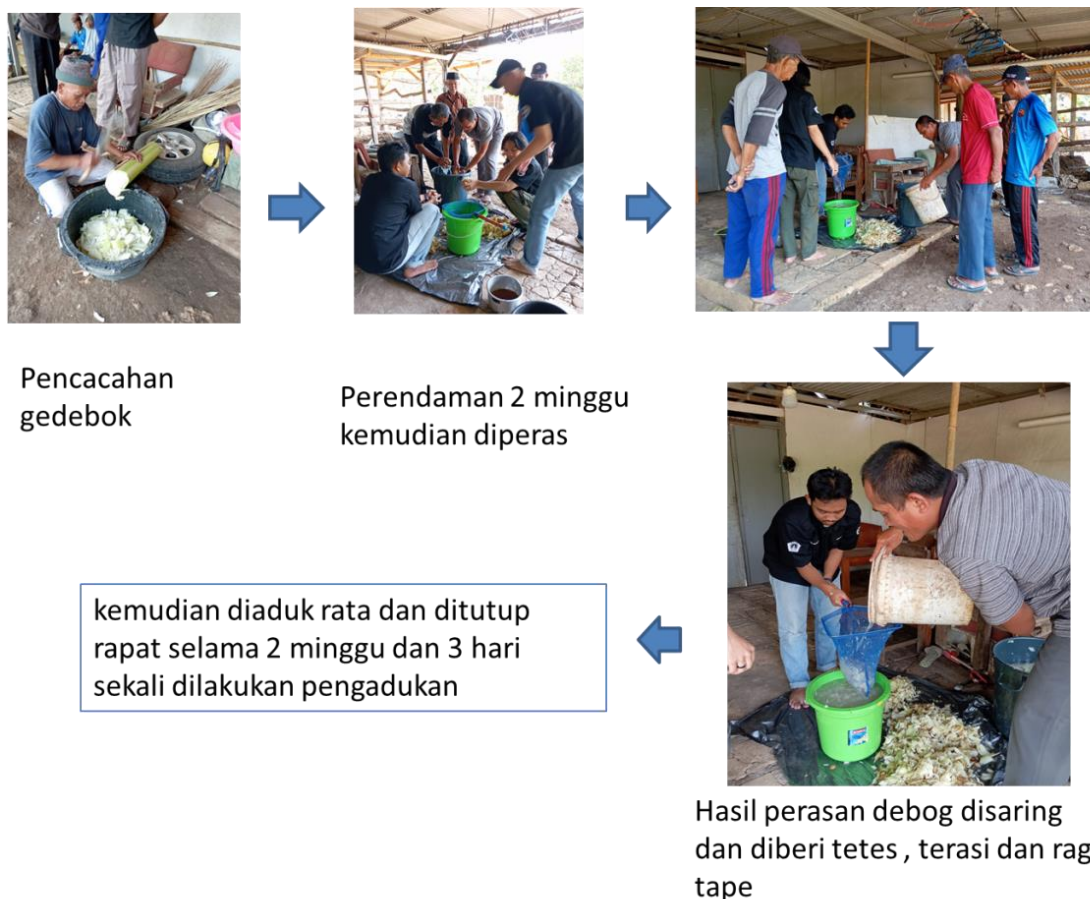 Pencacahan
gedebok
Perendaman 2 minggu
kemudian diperas
Hasil perasan debog disaring
dan diberi tetes , terasi dan rag
tape
kemudian diaduk rata dan ditutup
rapat selama 2 minggu dan 3 hari
sekali dilakukan pengadukan